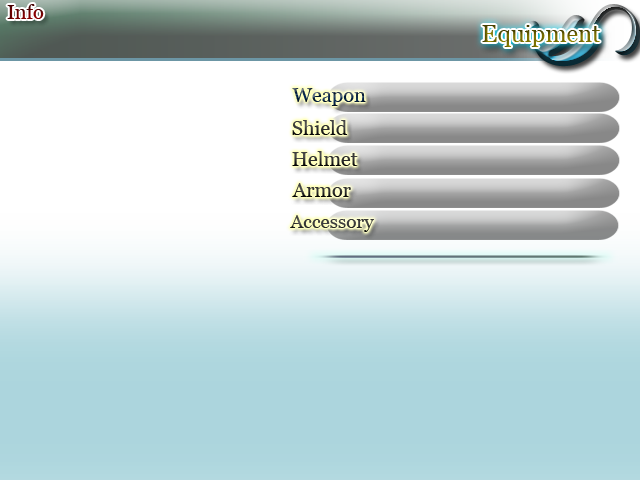 Info
Equipment
Weapon
Shield
Helmet
Armor
Accessory